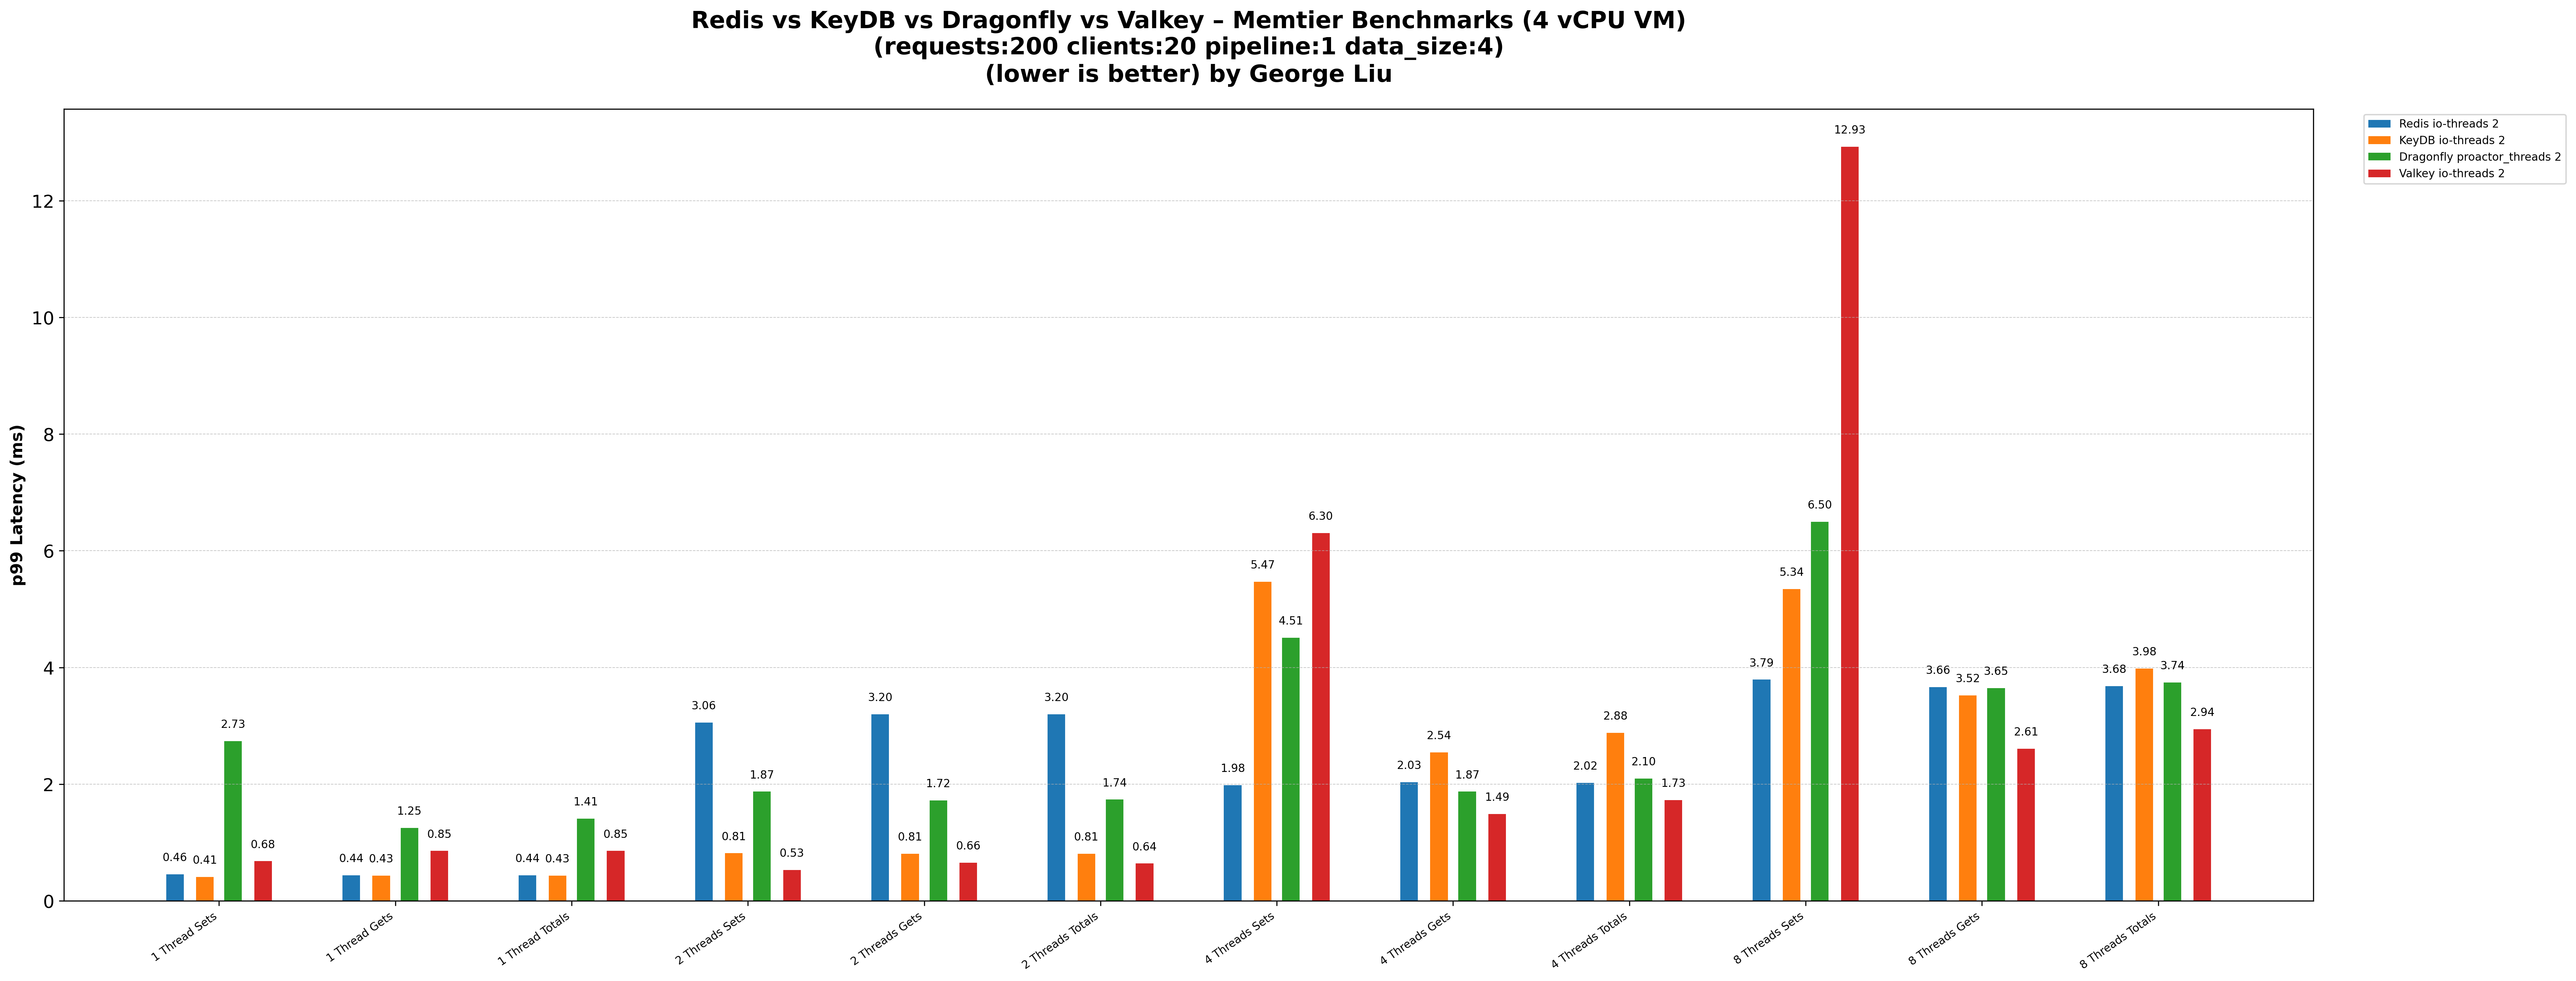 Redis vs KeyDB vs Dragonfly vs Valkey – Memtier Benchmarks (4 vCPU VM)
(requests:200 clients:20 pipeline:1 data_size:4)
(lower is better) by George Liu
Redis io-threads 2
KeyDB io-threads 2
Dragonfly proactor_threads 2
Valkey io-threads 2
p99 Latency (ms)
12
10
8
6
4
2
0
0.46 0.41 2.73 0.68
0.44 0.43 1.25 0.85
0.44 0.43 1.41 0.85
3.06 0.81 1.87 0.53
3.20 0.81 1.72 0.66
3.20 0.81 1.74 0.64
1.98 5.47 4.51 6.30
2.03 2.54 1.87 1.49
2.02 2.88 2.10 1.73
3.79 5.34 6.50 12.93
3.66 3.52 3.65 2.61
3.68 3.98 3.74 2.94
1 Thread Sets
1 Thread Gets
1 Thread Totals
2 Threads Sets
2 Threads Gets
2 Threads Totals
4 Threads Sets
4 Threads Gets
4 Threads Totals
8 Threads Sets
8 Threads Gets
8 Threads Totals